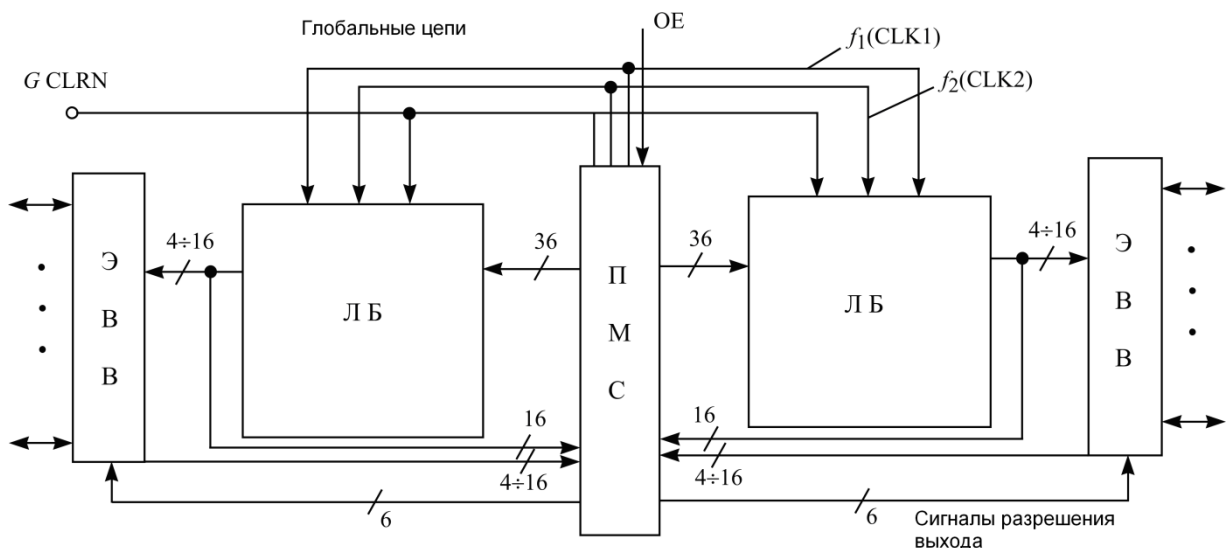 Глобальные цепи
OE
f1(CLK1)
G CLRN
f2(CLK2)
Э
В
В
4÷16
Л Б
36
П
М
С
36
Л Б
4÷16
Э
В
В
16
4÷16
16
4÷16
6
6
Сигналы разрешения
выхода